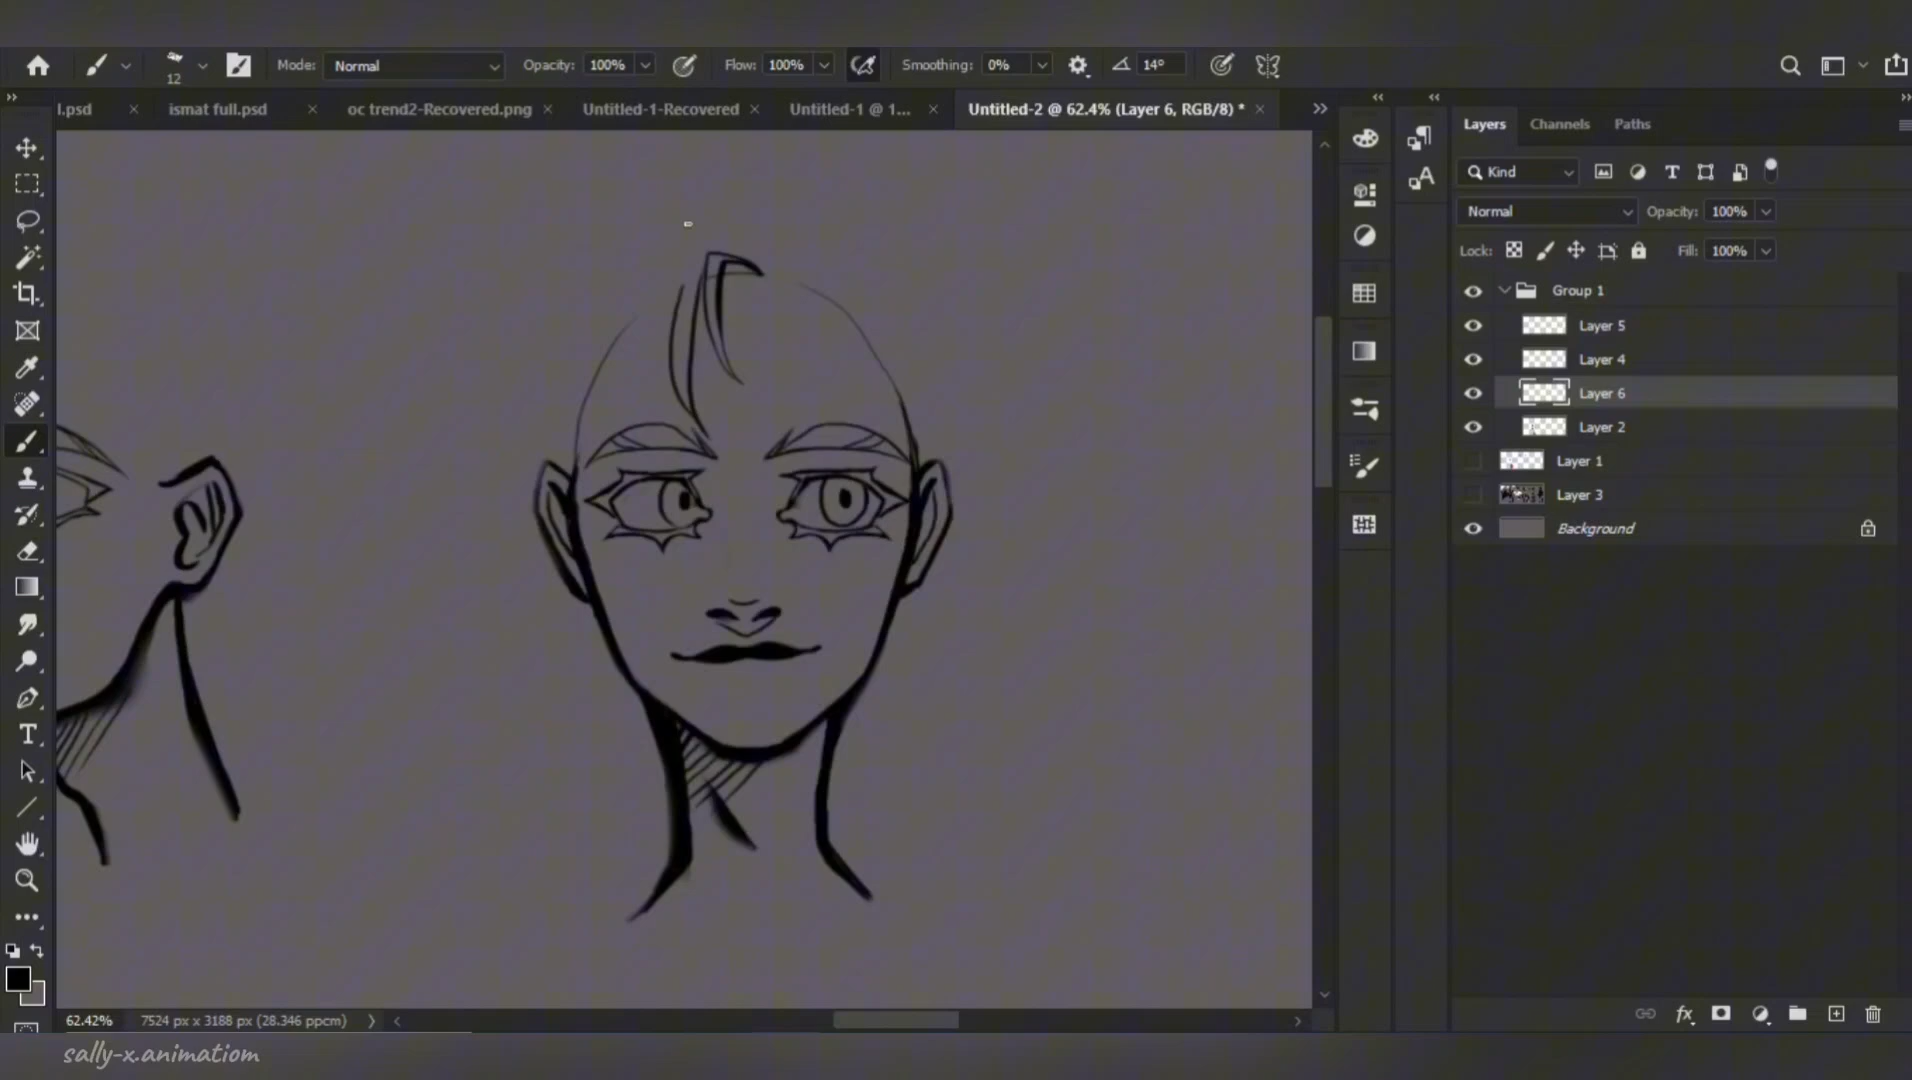 12 Mode: Normal Opacity: 100% Flow: 100% Smoothing: 0% 14°
l.psd × ismat full.psd × oc trend2-Recovered.png × Untitled-1-Recovered × Untitled-1 @ 1... × Untitled-2 @ 62.4% (Layer 6, RGB/8) * ×
Layers Channels Paths
Kind
Normal Opacity: 100%
Lock: Fill: 100%
Group 1
Layer 5
Layer 4
Layer 6
Layer 2
Layer 1
Layer 3
Background
62.42% 7524 px x 3188 px (28.346 ppcm)
sally-x.animatiom